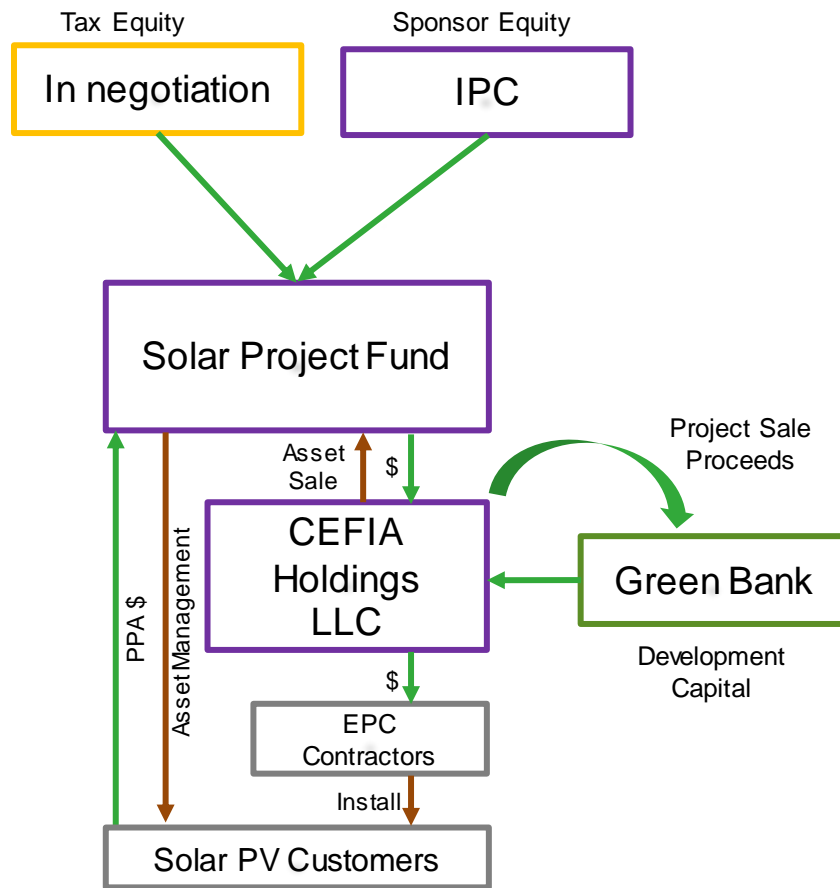 Tax Equity
Sponsor Equity
In negotiation
IPC
Solar Project Fund
Asset
Sale
$
Project Sale
Proceeds
CEFIA
Holdings
LLC
Green Bank
PPA $
Asset Management
Development
Capital
$
EPC
Contractors
Install
Solar PV Customers